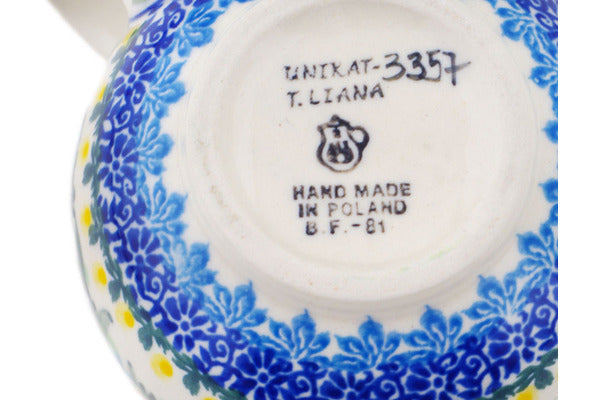 UNIKAT-3357
T. LIANA
HAND MADE
IN POLAND
B.F.-81